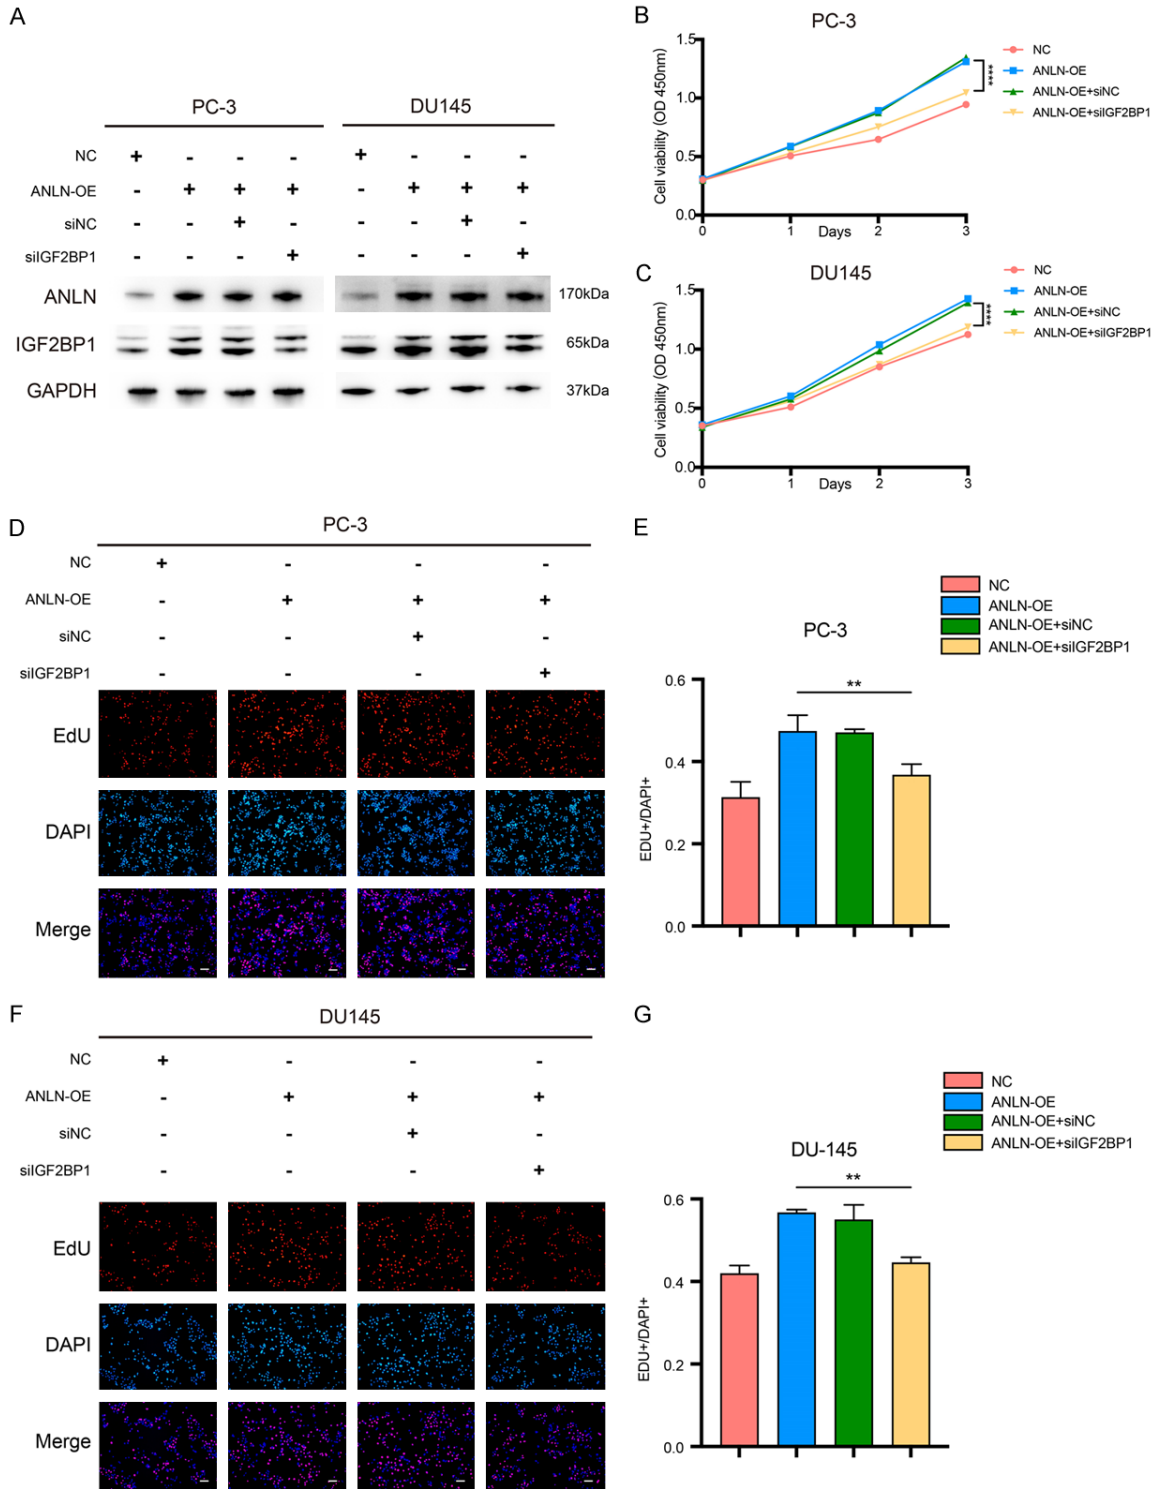 A
PC-3
DU145
NC + - - - + - - -
ANLN-OE - + + + - + + +
siNC - - + - - - + -
siIGF2BP1 - - - + - - - +
ANLN
170kDa
IGF2BP1
65kDa
GAPDH
37kDa
B
PC-3
Cell viability (OD 450nm)
1.5
1.0
0.5
0.0
0 1 2 3
Days
****
NC
ANLN-OE
ANLN-OE+siNC
ANLN-OE+siIGF2BP1
C
DU145
Cell viability (OD 450nm)
1.5
1.0
0.5
0.0
0 1 2 3
Days
****
NC
ANLN-OE
ANLN-OE+siNC
ANLN-OE+siIGF2BP1
D
PC-3
NC + - - -
ANLN-OE - + + +
siNC - - + -
siIGF2BP1 - - - +
EdU
DAPI
Merge
E
NC
ANLN-OE
ANLN-OE+siNC
ANLN-OE+siIGF2BP1
PC-3
**
EDU+/DAPI+
0.6
0.4
0.2
0.0
F
DU145
NC + - - -
ANLN-OE - + + +
siNC - - + -
siIGF2BP1 - - - +
EdU
DAPI
Merge
G
NC
ANLN-OE
ANLN-OE+siNC
ANLN-OE+siIGF2BP1
DU-145
**
EDU+/DAPI+
0.6
0.4
0.2
0.0